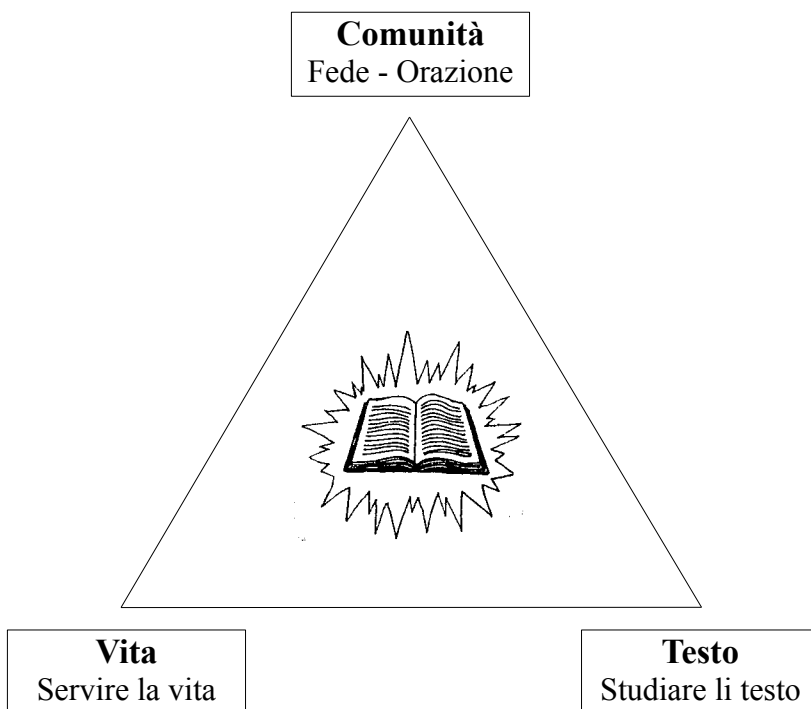 Comunità
Fede - Orazione
Vita
Servire la vita
Testo
Studiare li testo